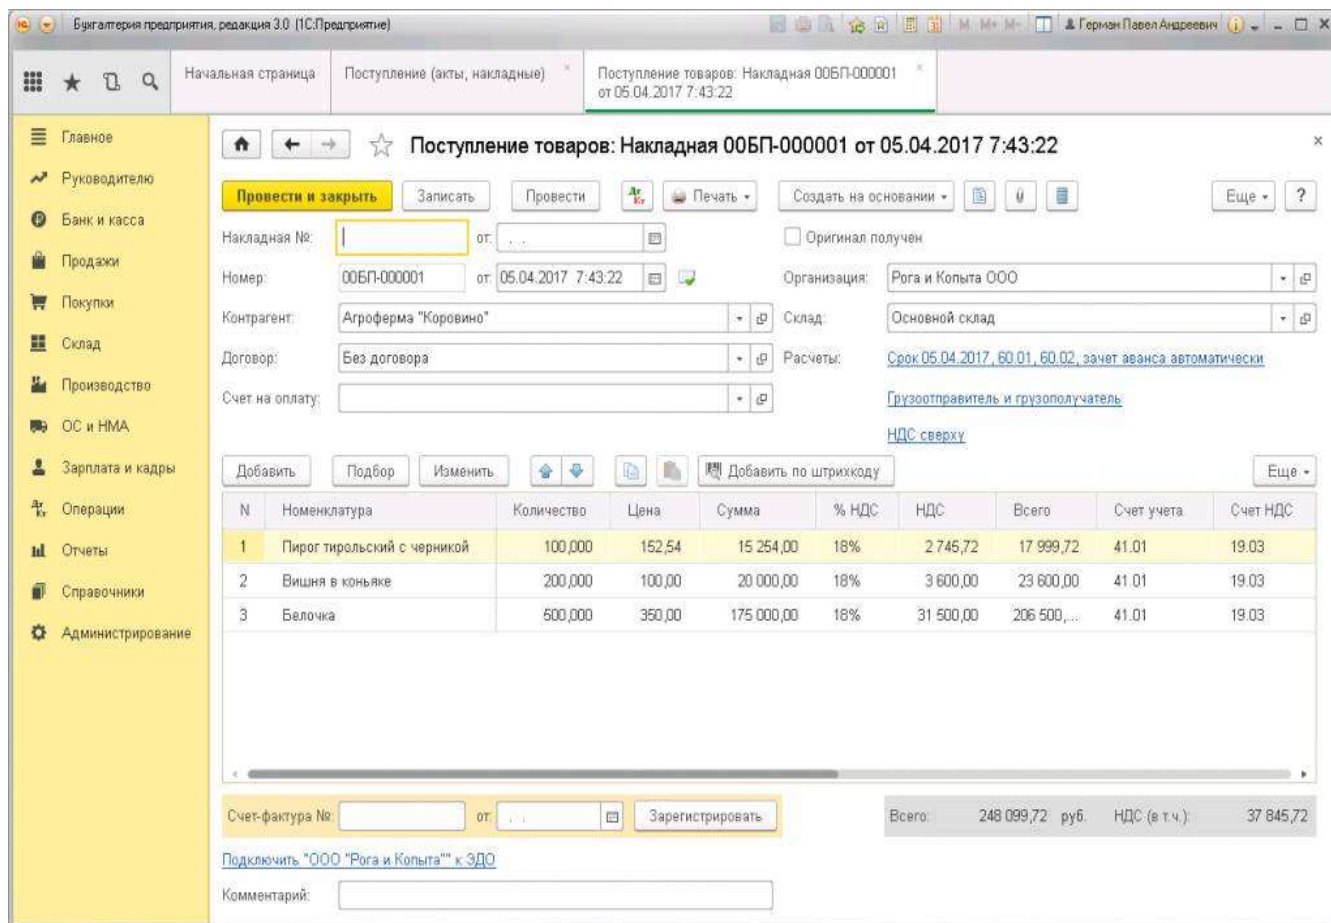 Бухгалтерия предприятия, редакция 3.0 (1С:Предприятие)
M M+ M-
Герман Павел Андреевич
Начальная страница
Поступление (акты, накладные)
Поступление товаров: Накладная 00БП-000001
от 05.04.2017 7:43:22
Главное
Руководителю
Банк и касса
Продажи
Покупки
Склад
Производство
ОС и НМА
Зарплата и кадры
Операции
Отчеты
Справочники
Администрирование
Поступление товаров: Накладная 00БП-000001 от 05.04.2017 7:43:22
Провести и закрыть Записать Провести Дт Кт Печать Создать на основании Еще ?
Накладная №: от: . . Оригинал получен
Номер: 00БП-000001 от: 05.04.2017 7:43:22 Организация: Рога и Копыта ООО
Контрагент: Агроферма "Коровино" Склад: Основной склад
Договор: Без договора Расчеты: Срок 05.04.2017, 60.01, 60.02, зачет аванса автоматически
Счет на оплату: Грузоотправитель и грузополучатель
НДС сверху
Добавить Подбор Изменить Добавить по штрихкоду Еще
N Номенклатура Количество Цена Сумма % НДС НДС Всего Счет учета Счет НДС
1 Пирог тирольский с черникой 100,000 152,54 15 254,00 18% 2 745,72 17 999,72 41.01 19.03
2 Вишня в коньяке 200,000 100,00 20 000,00 18% 3 600,00 23 600,00 41.01 19.03
3 Белочка 500,000 350,00 175 000,00 18% 31 500,00 206 500,... 41.01 19.03
Счет-фактура №: от: . . Зарегистрировать Всего: 248 099,72 руб. НДС (в т.ч.): 37 845,72
Подключить "ООО "Рога и Копыта"" к ЭДО
Комментарий: